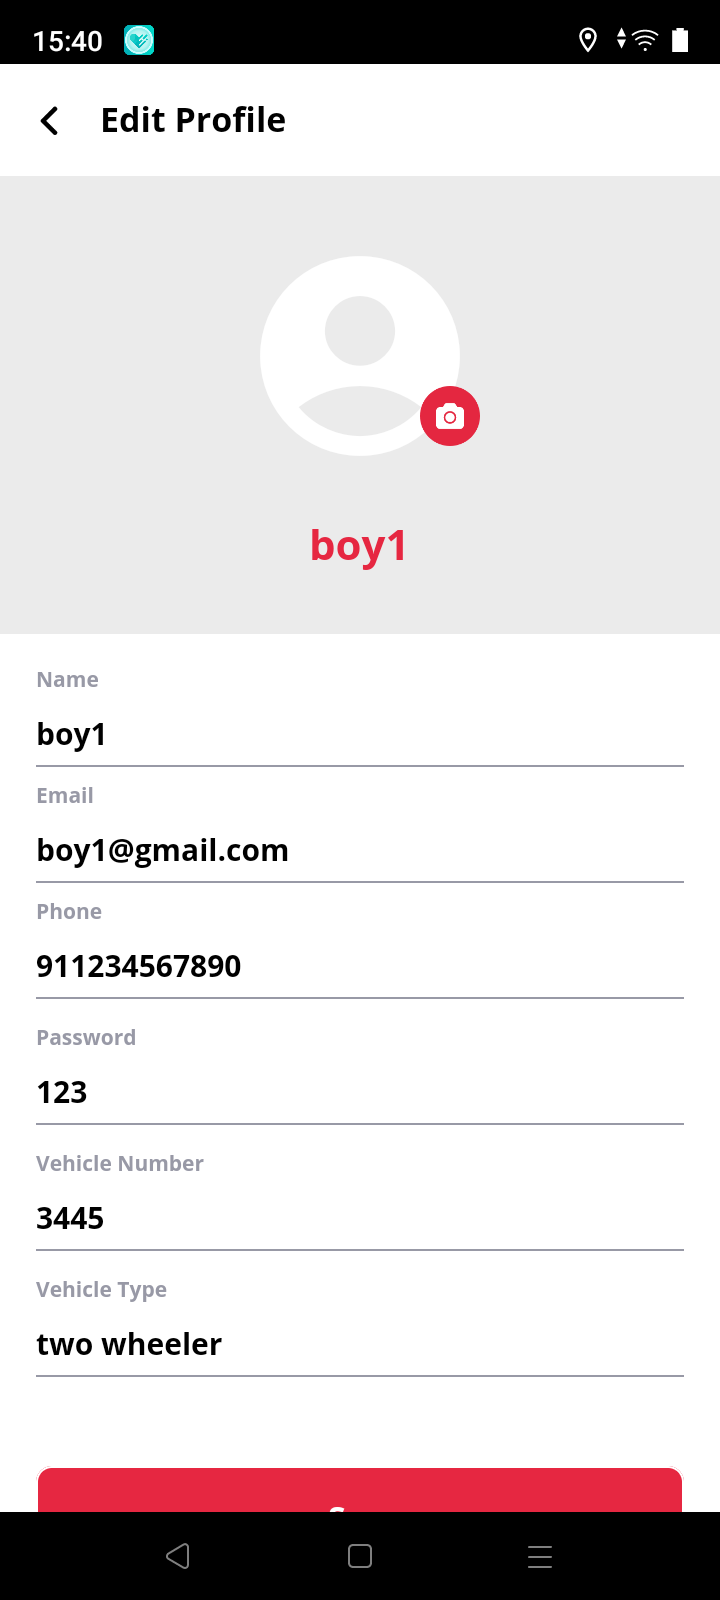 15:40
Edit Profile
boy1
Name
boy1
Email
boy1@gmail.com
Phone
911234567890
Password
123
Vehicle Number
3445
Vehicle Type
two wheeler